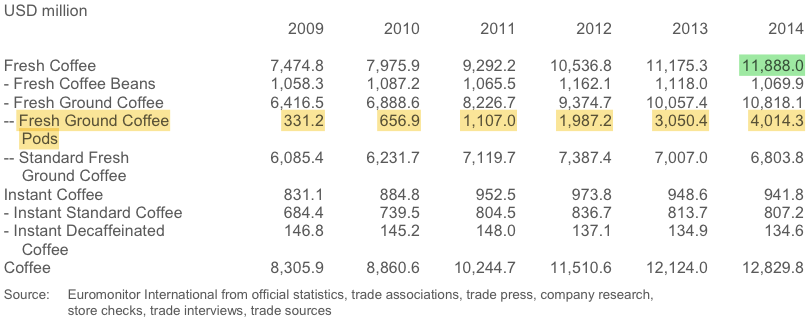 USD million
2009 2010 2011 2012 2013 2014
Fresh Coffee 7,474.8 7,975.9 9,292.2 10,536.8 11,175.3 11,888.0
- Fresh Coffee Beans 1,058.3 1,087.2 1,065.5 1,162.1 1,118.0 1,069.9
- Fresh Ground Coffee 6,416.5 6,888.6 8,226.7 9,374.7 10,057.4 10,818.1
-- Fresh Ground Coffee 331.2 656.9 1,107.0 1,987.2 3,050.4 4,014.3
Pods
-- Standard Fresh 6,085.4 6,231.7 7,119.7 7,387.4 7,007.0 6,803.8
Ground Coffee
Instant Coffee 831.1 884.8 952.5 973.8 948.6 941.8
- Instant Standard Coffee 684.4 739.5 804.5 836.7 813.7 807.2
- Instant Decaffeinated 146.8 145.2 148.0 137.1 134.9 134.6
Coffee
Coffee 8,305.9 8,860.6 10,244.7 11,510.6 12,124.0 12,829.8
Source: Euromonitor International from official statistics, trade associations, trade press, company research,
store checks, trade interviews, trade sources